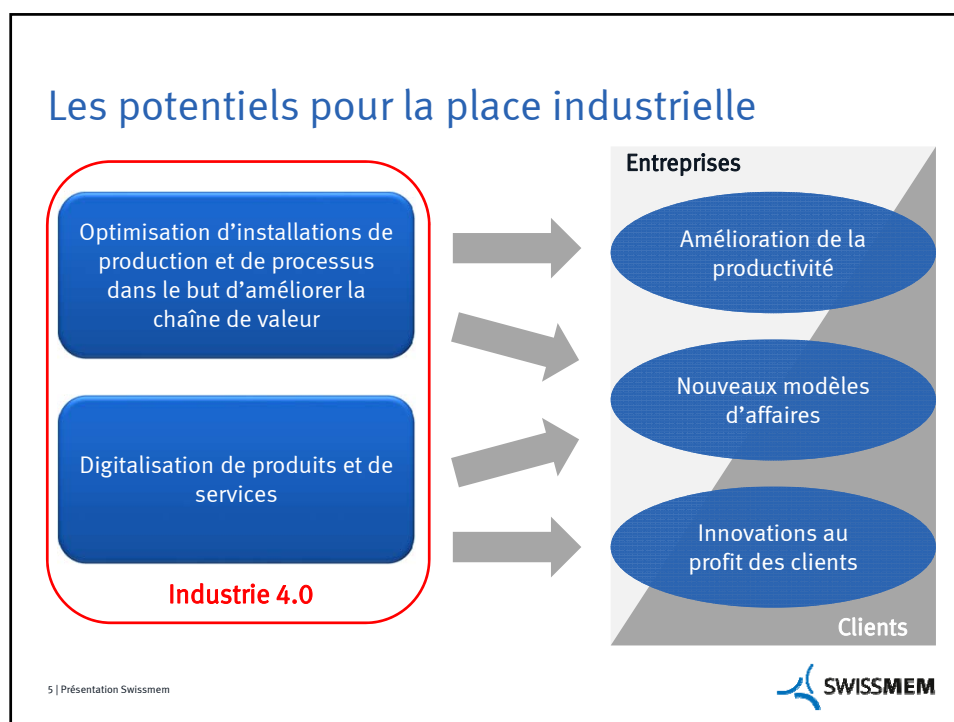 Les potentiels pour la place industrielle
Optimisation d’installations de
production et de processus
dans le but d’améliorer la
chaîne de valeur
Digitalisation de produits et de
services
Industrie 4.0
Entreprises
Amélioration de la
productivité
Nouveaux modèles
d’affaires
Innovations au
profit des clients
Clients
5 | Présentation Swissmem
SWISSMEM